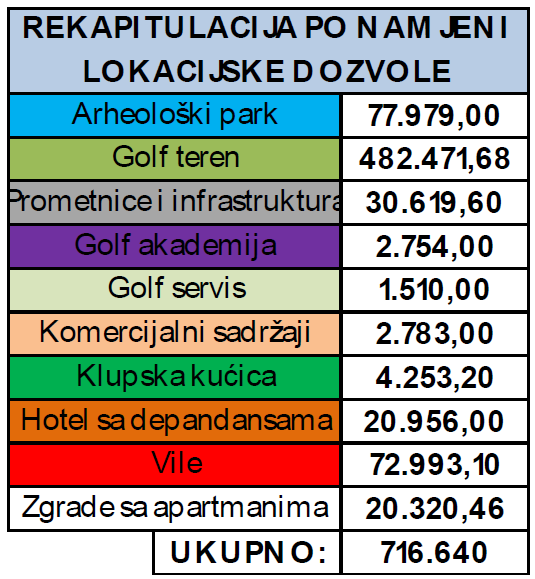 REKAPITULACIJA PO NAMJENI
LOKACIJSKE DOZVOLE
Arheološki park 77.979,00
Golf teren 482.471,68
Prometnice i infrastruktura 30.619,60
Golf akademija 2.754,00
Golf servis 1.510,00
Komercijalni sadržaji 2.783,00
Klupska kućica 4.253,20
Hotel sa depandansama 20.956,00
Vile 72.993,10
Zgrade sa apartmanima 20.320,46
UKUPNO: 716.640